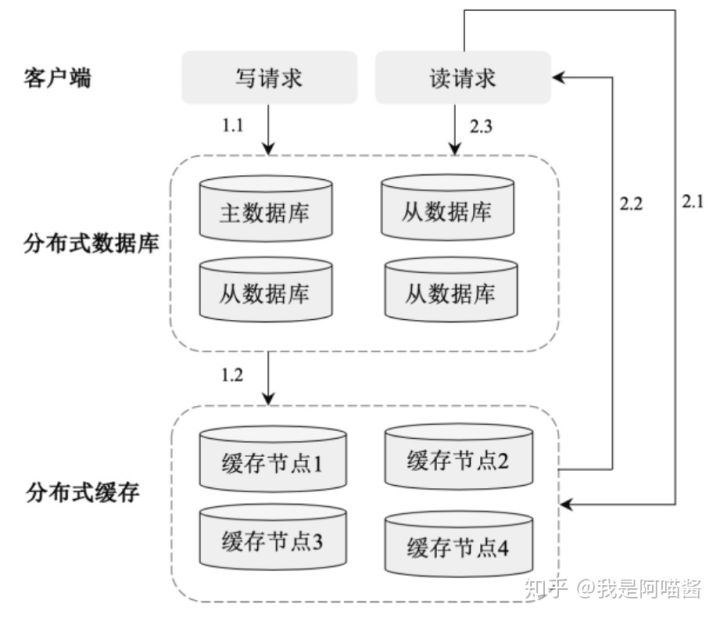 客户端
写请求
读请求
1.1
2.3
2.2
2.1
分布式数据库
主数据库
从数据库
从数据库
从数据库
1.2
分布式缓存
缓存节点1
缓存节点2
缓存节点3
缓存节点4
知乎 @我是阿喵酱